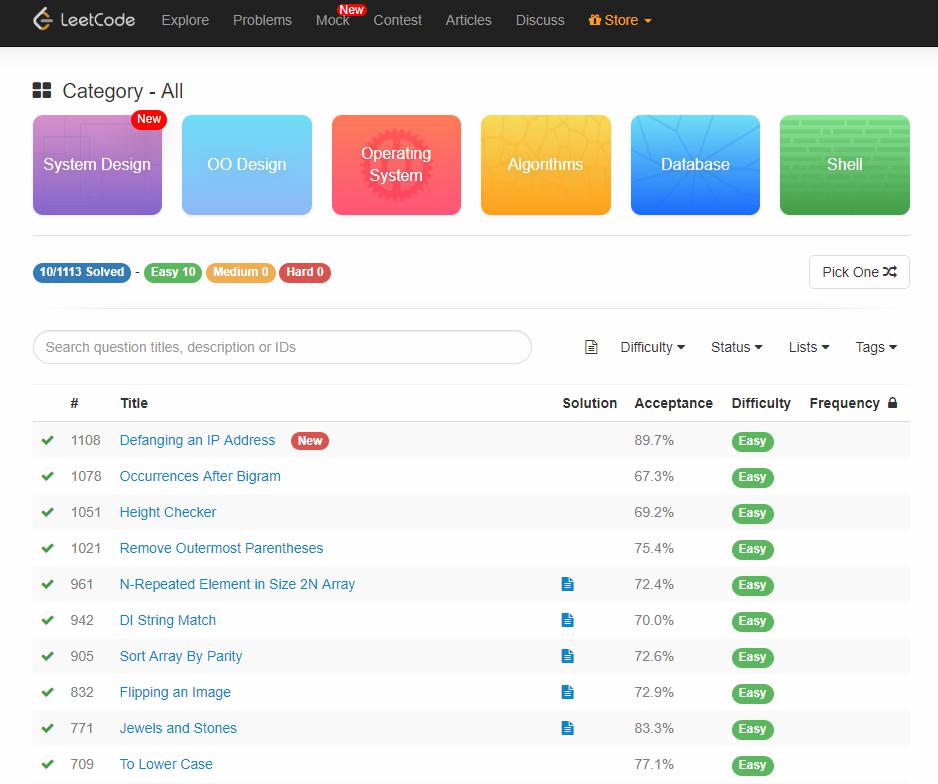 LeetCode Explore Problems Mock New Contest Articles Discuss Store
Category - All
New
System Design OO Design Operating System Algorithms Database Shell
10/1113 Solved - Easy 10 Medium 0 Hard 0 Pick One
Search question titles, description or IDs Difficulty Status Lists Tags
# Title Solution Acceptance Difficulty Frequency
1108 Defanging an IP Address New 89.7% Easy
1078 Occurrences After Bigram 67.3% Easy
1051 Height Checker 69.2% Easy
1021 Remove Outermost Parentheses 75.4% Easy
961 N-Repeated Element in Size 2N Array 72.4% Easy
942 DI String Match 70.0% Easy
905 Sort Array By Parity 72.6% Easy
832 Flipping an Image 72.9% Easy
771 Jewels and Stones 83.3% Easy
709 To Lower Case 77.1% Easy